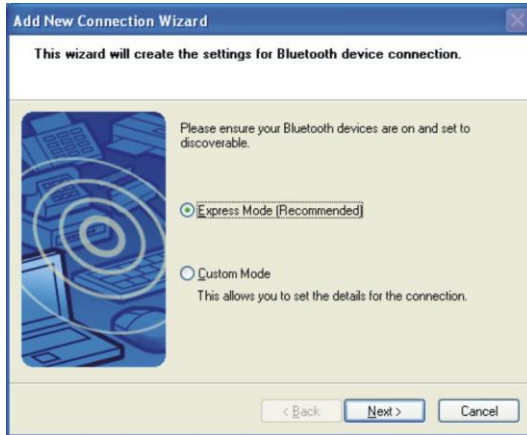 Add New Connection Wizard
This wizard will create the settings for Bluetooth device connection.
Please ensure your Bluetooth devices are on and set to
discoverable.
Express Mode (Recommended)
Custom Mode
This allows you to set the details for the connection.
< Back
Next >
Cancel